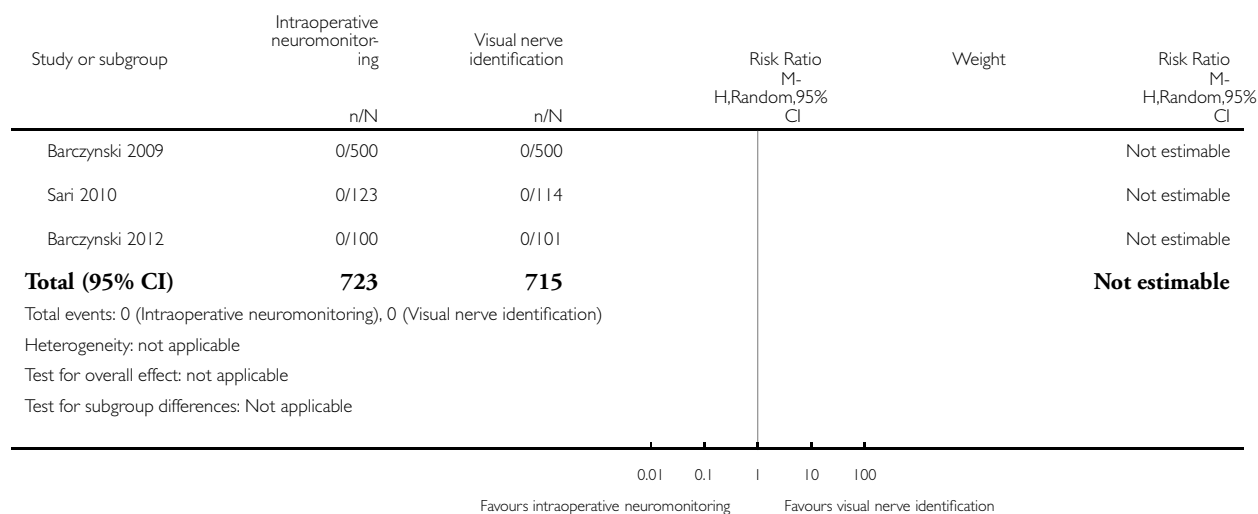 Study or subgroup
Intraoperative
neuromonitor-
ing
Visual nerve
identification
Risk Ratio
Weight
Risk Ratio
n/N
n/N
M-
H,Random,95%
CI
M-
H,Random,95%
CI
Barczynski 2009 0/500 0/500 Not estimable
Sari 2010 0/123 0/114 Not estimable
Barczynski 2012 0/100 0/101 Not estimable
Total (95% CI) 723 715 Not estimable
Total events: 0 (Intraoperative neuromonitoring), 0 (Visual nerve identification)
Heterogeneity: not applicable
Test for overall effect: not applicable
Test for subgroup differences: Not applicable
0.01 0.1 1 10 100
Favours intraoperative neuromonitoring Favours visual nerve identification